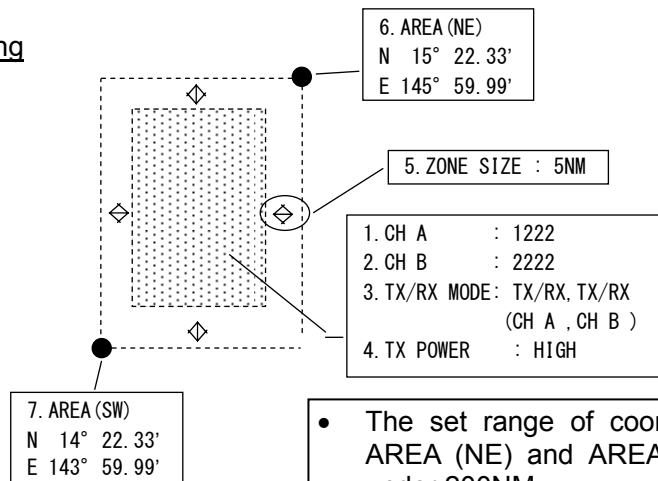 ng
6. AREA(NE)
N 15° 22.33'
E 145° 59.99'
5. ZONE SIZE : 5NM
1. CH A : 1222
2. CH B : 2222
3. TX/RX MODE: TX/RX, TX/RX
(CH A , CH B )
4. TX POWER : HIGH
7. AREA(SW)
N 14° 22.33'
E 143° 59.99'
• The set range of coor
AREA (NE) and AREA